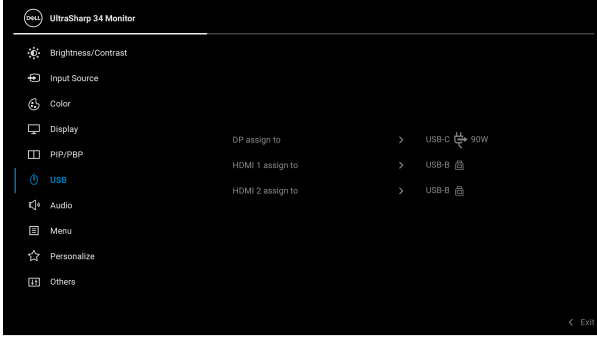 DELL UltraSharp 34 Monitor
Brightness/Contrast
Input Source
Color
Display
PIP/PBP
USB
Audio
Menu
Personalize
Others
DP assign to > USB-C 90W
HDMI 1 assign to > USB-B
HDMI 2 assign to > USB-B
< Exit